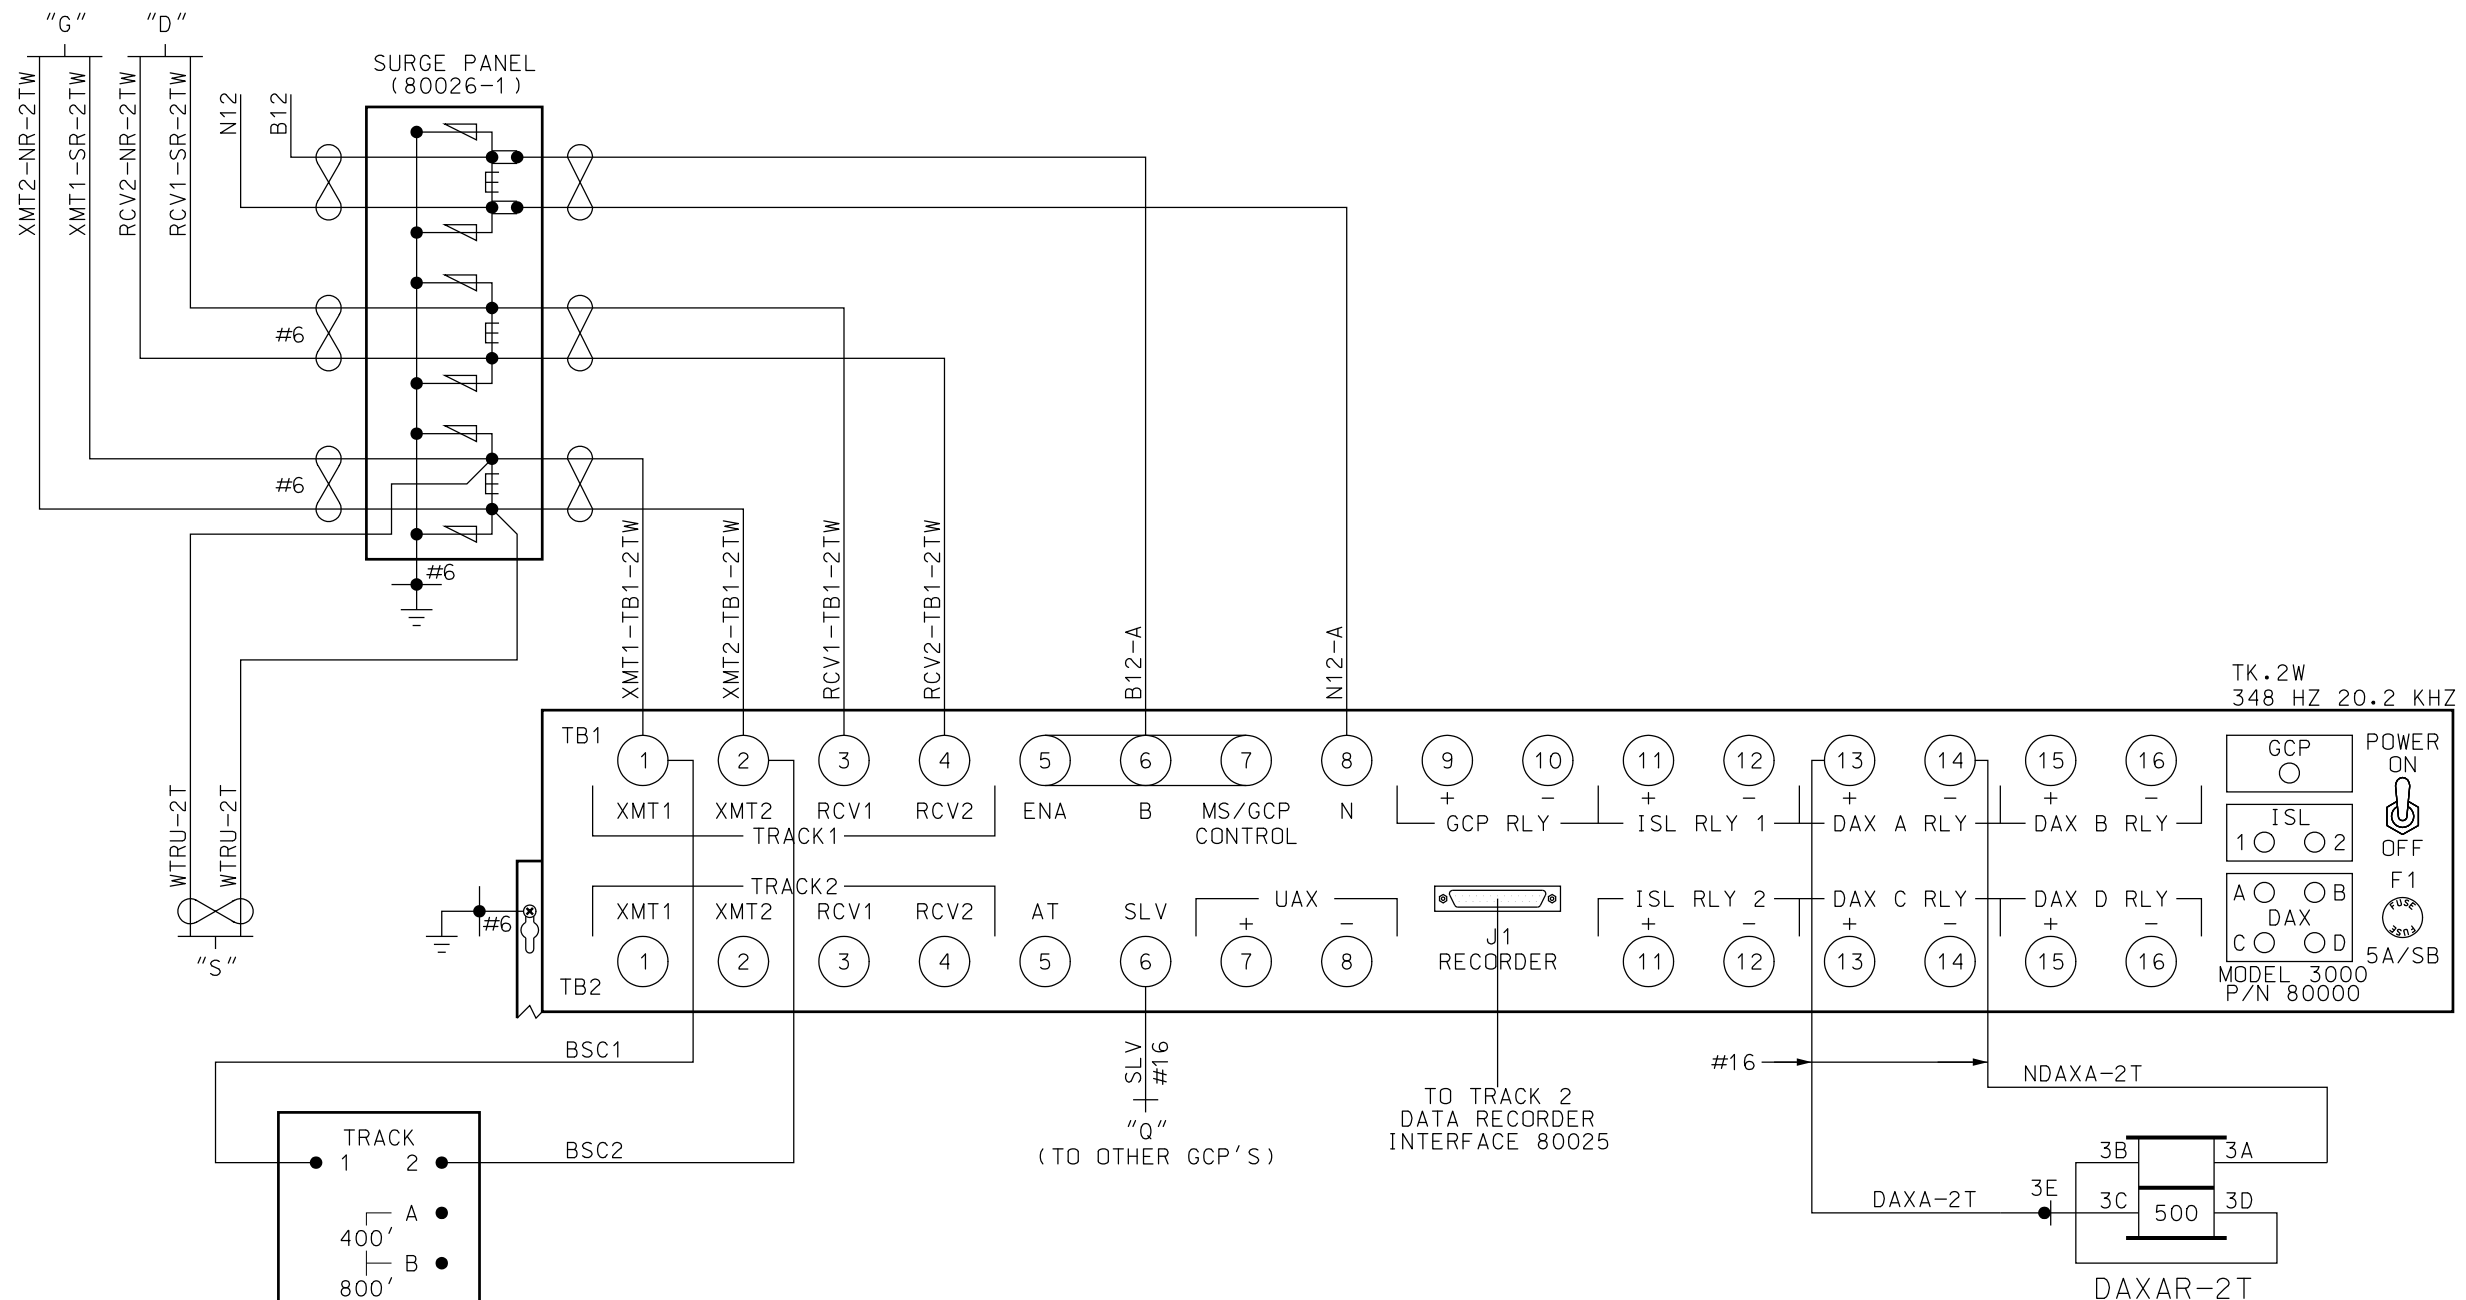 "G"
"D"
XMT2-NR-2TW
XMT1-SR-2TW
RCV2-NR-2TW
RCV1-SR-2TW
N12
B12
SURGE PANEL
(80026-1)
#6
#6
#6
XMT1-TB1-2TW
XMT2-TB1-2TW
RCV1-TB1-2TW
RCV2-TB1-2TW
B12-A
N12-A
WTRU-2T
WTRU-2T
"S"
TK.2W
348 HZ 20.2 KHZ
TB1
1
2
3
4
5
6
7
8
9
10
11
12
13
14
15
16
XMT1
XMT2
RCV1
RCV2
ENA
B
MS/GCP
CONTROL
N
+
-
+
-
+
-
+
-
TRACK1
GCP RLY
ISL RLY 1
DAX A RLY
DAX B RLY
GCP
POWER
ON
ISL
1
2
OFF
#6
TRACK2
XMT1
XMT2
RCV1
RCV2
AT
SLV
UAX
+
-
J1
RECORDER
ISL RLY 2
DAX C RLY
DAX D RLY
+
-
+
-
+
-
A
B
DAX
C
D
F1
FUSE
FUSE
5A/SB
TB2
1
2
3
4
5
6
7
8
11
12
13
14
15
16
MODEL 3000
P/N 80000
BSC1
BSC2
SLV
#16
"Q"
(TO OTHER GCP'S)
TO TRACK 2
DATA RECORDER
INTERFACE 80025
#16
NDAXA-2T
DAXA-2T
3E
3B
3A
3C
500
3D
DAXAR-2T
TRACK
1
2
A
400'
B
800'